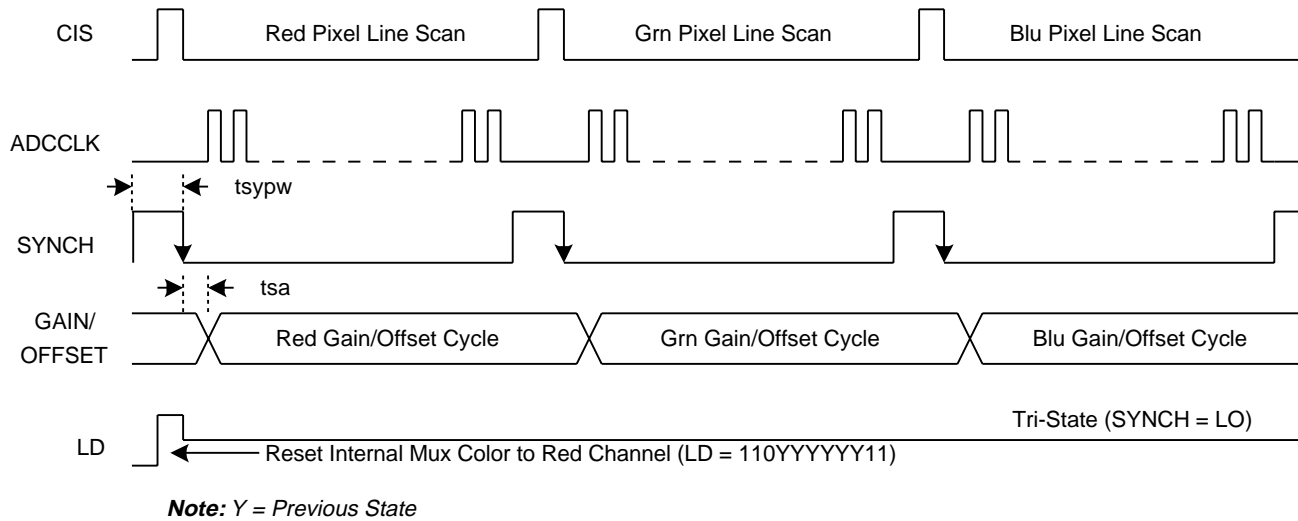 CIS
Red Pixel Line Scan
Grn Pixel Line Scan
Blu Pixel Line Scan
ADCCLK
tsypw
SYNCH
tsa
GAIN/
OFFSET
Red Gain/Offset Cycle
Grn Gain/Offset Cycle
Blu Gain/Offset Cycle
Tri-State (SYNCH = LO)
LD
Reset Internal Mux Color to Red Channel (LD = 110YYYYYY11)
Note: Y = Previous State